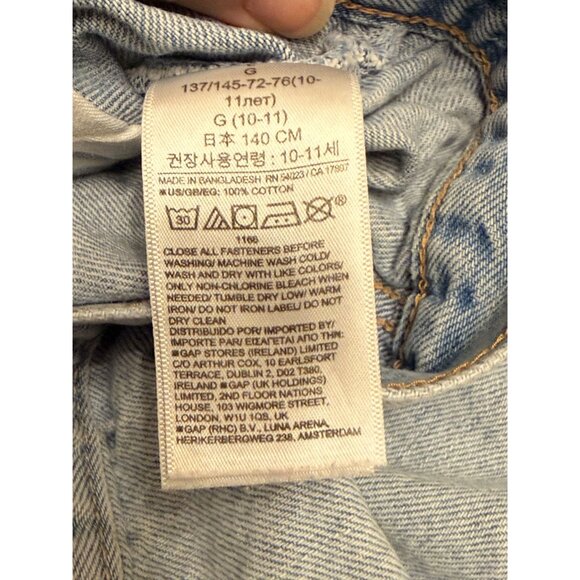 G
137/145-72-76(10-
11лет)
G (10-11)
日本 140 CM
권장사용연령 : 10-11세
MADE IN BANGLADESH RN 54023 / CA 17897
※US/GB/EG: 100% COTTON
30 ®
1166
CLOSE ALL FASTENERS BEFORE
WASHING/ MACHINE WASH COLD/
WASH AND DRY WITH LIKE COLORS/
ONLY NON-CHLORINE BLEACH WHEN
NEEDED/ TUMBLE DRY LOW/ WARM
IRON/ DO NOT IRON LABEL/ DO NOT
DRY CLEAN
DISTRIBUIDO POR/ IMPORTED BY/
IMPORTE PAR/ ΕΙΣΑΓΕΤΑΙ ΑΠΟ ΤΗΝ:
※GAP STORES (IRELAND) LIMITED
C/O ARTHUR COX, 10 EARLSFORT
TERRACE, DUBLIN 2, D02 T380,
IRELAND ※GAP (UK HOLDINGS)
LIMITED, 2ND FLOOR NATIONS
HOUSE, 103 WIGMORE STREET,
LONDON, W1U 1QS, UK
※GAP (RHC) B.V., LUNA ARENA,
HERIKERBERGWEG 238, AMSTERDAM